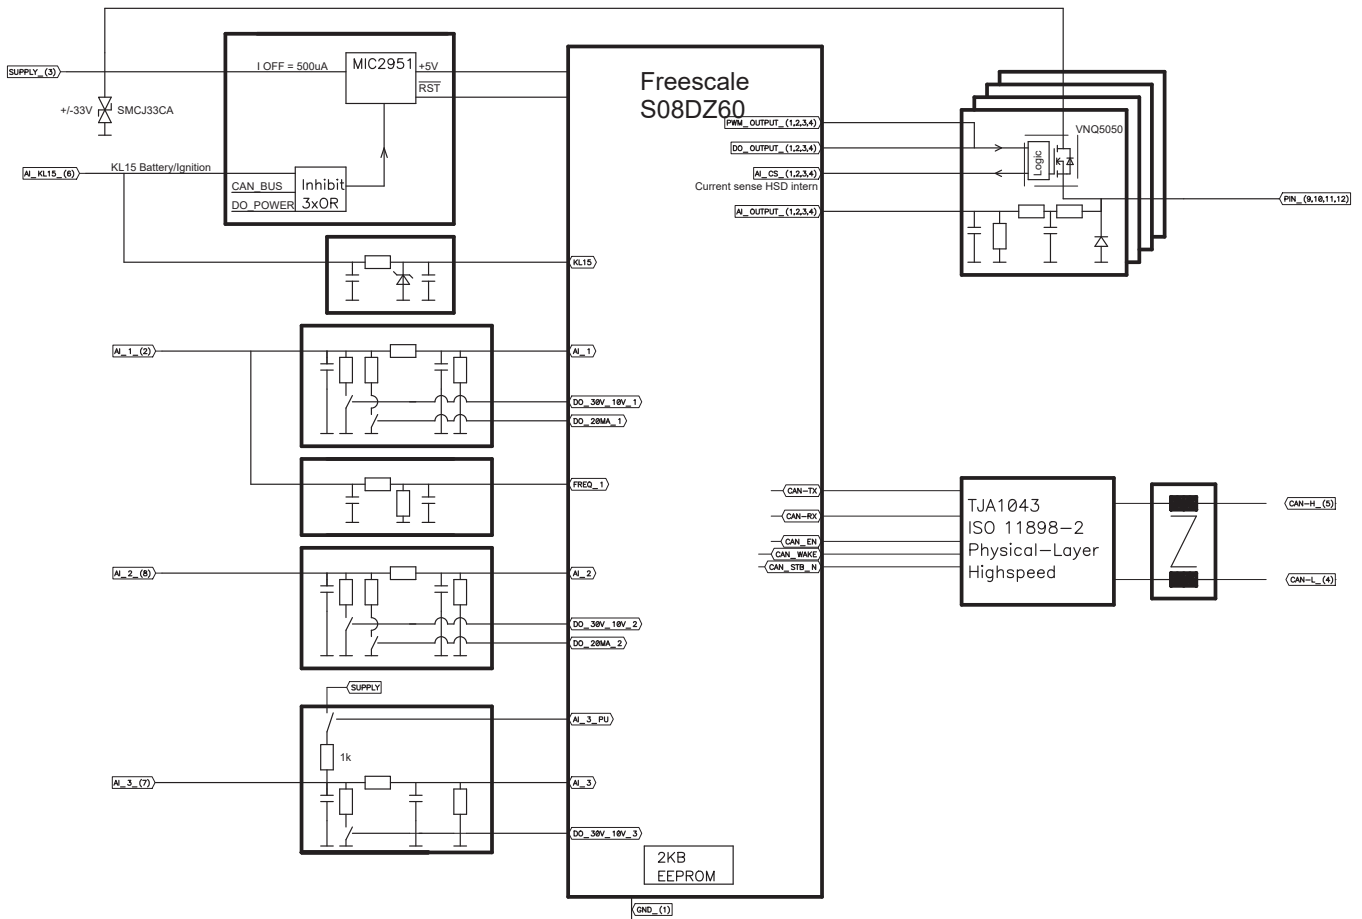 SUPPLY_(3)
I OFF = 500uA
MIC2951
+5V
RST
+/-33V
SMCJ33CA
AI_KL15_(6)
KL15 Battery/Ignition
CAN_BUS
DO_POWER
Inhibit
3xOR
KL15
AI_1_(2)
AI_1
DO_30V_10V_1
DO_20MA_1
FREQ_1
AI_2_(8)
AI_2
DO_30V_10V_2
DO_20MA_2
SUPPLY
AI_3_PU
1k
AI_3_(7)
AI_3
DO_30V_10V_3
Freescale
S08DZ60
PWM_OUTPUT_(1,2,3,4)
DO_OUTPUT_(1,2,3,4)
AI_CS_(1,2,3,4)
Current sense HSD intern
AI_OUTPUT_(1,2,3,4)
VNQ5050
Logic
PIN_(9,10,11,12)
CAN-TX
CAN-RX
CAN_EN
CAN_WAKE
CAN_STB_N
TJA1043
ISO 11898-2
Physical-Layer
Highspeed
CAN-H_(5)
CAN-L_(4)
2KB
EEPROM
GND_(1)